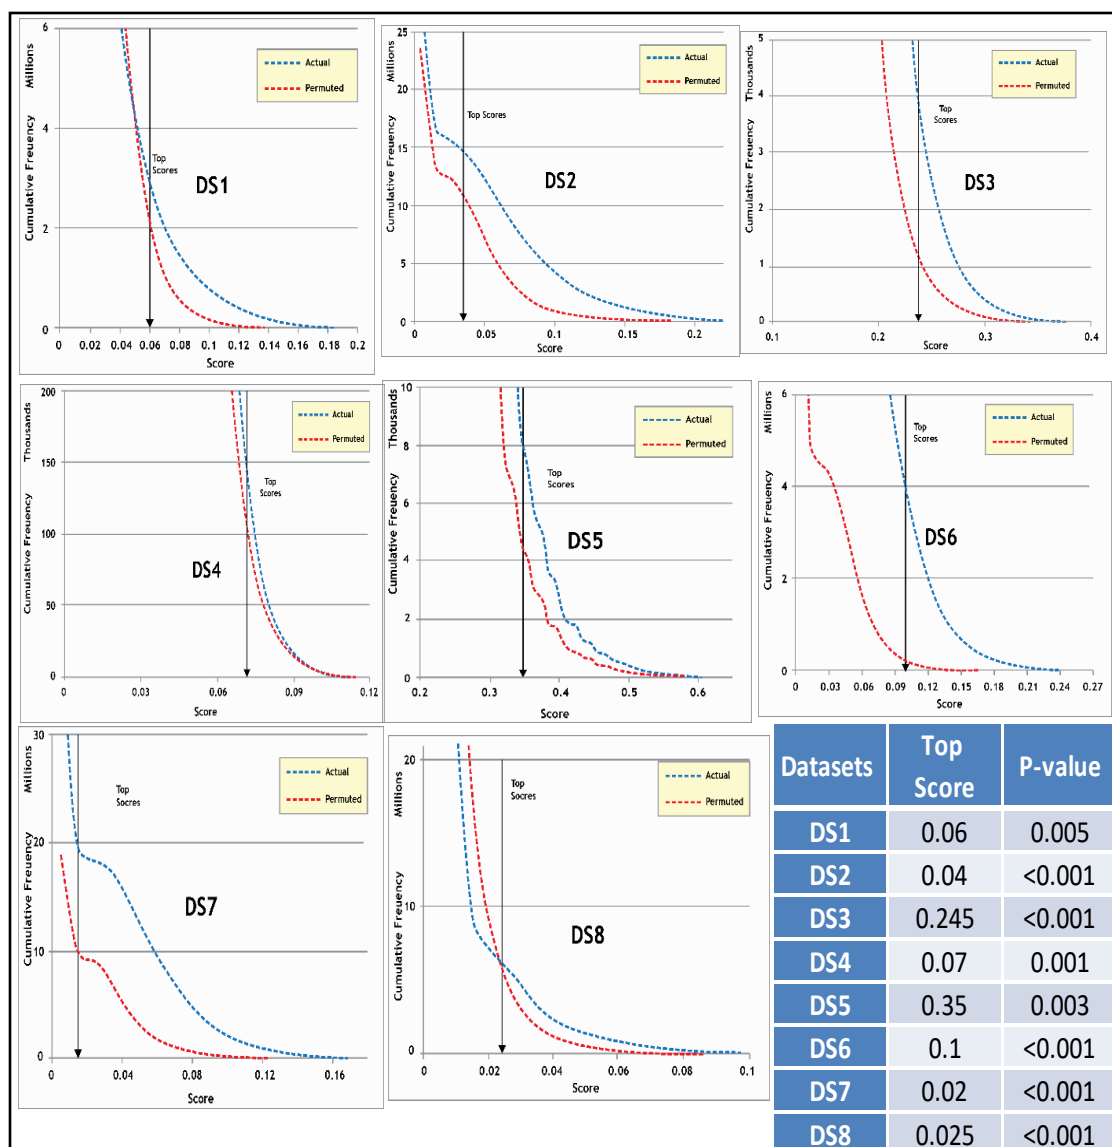 6
Millions
Actual
Permuted
4
Cumulative Freuency
Top
Scores
DS1
2
0
0 0.02 0.04 0.06 0.08 0.10 0.12 0.14 0.16 0.18 0.2
Score
25
Millions
Actual
Permuted
20
Top Scores
15
Cumulative Freuency
DS2
10
5
0
0 0.05 0.1 0.15 0.2
Score
5
Thousands
Actual
Permuted
4
Top
Scores
3
Cumulative Freuency
DS3
2
1
0
0.1 0.2 0.3 0.4
Score
200
Thousands
Actual
Permuted
150
Top
Scores
Cumulative Freuency
100
DS4
50
0
0 0.03 0.06 0.09 0.12
Score
10
Thousands
Actual
Permuted
8
Top
Scores
6
Cumulative Freuency
DS5
4
2
0
0.2 0.3 0.4 0.5 0.6
Score
6
Millions
Actual
Permuted
Top
Scores
4
Cumulative Freuency
DS6
2
0
0 0.03 0.06 0.09 0.12 0.15 0.18 0.21 0.24 0.27
Score
30
Millions
Actual
Permuted
Top
Socres
20
Cumulative Freuency
DS7
10
0
0 0.04 0.08 0.12 0.16
Score
20
Millions
Actual
Permuted
Top
Socres
10
Cumulative Freuency
DS8
0
0 0.02 0.04 0.06 0.08 0.1
Score
Datasets Top Score P-value
DS1 0.06 0.005
DS2 0.04 <0.001
DS3 0.245 <0.001
DS4 0.07 0.001
DS5 0.35 0.003
DS6 0.1 <0.001
DS7 0.02 <0.001
DS8 0.025 <0.001